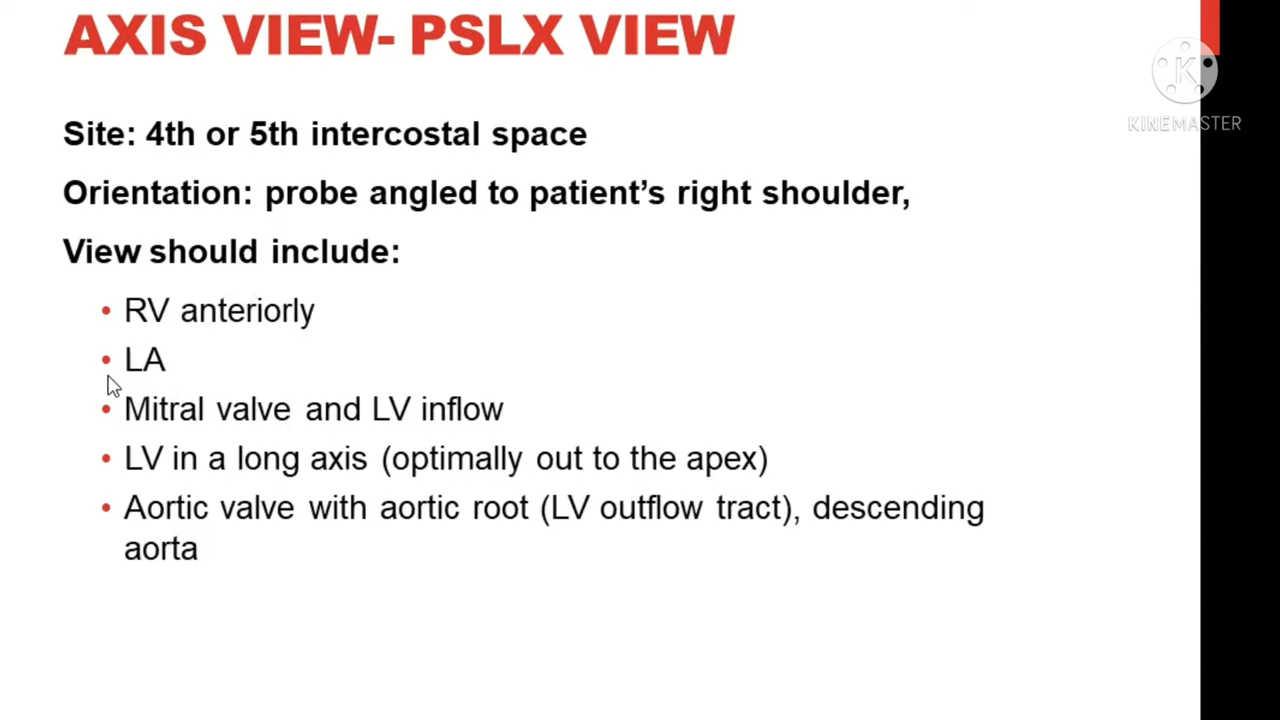 AXIS VIEW- PSLX VIEW
K
KINEMASTER
Site: 4th or 5th intercostal space
Orientation: probe angled to patient’s right shoulder,
View should include:
• RV anteriorly
• LA
• Mitral valve and LV inflow
• LV in a long axis (optimally out to the apex)
• Aortic valve with aortic root (LV outflow tract), descending
aorta